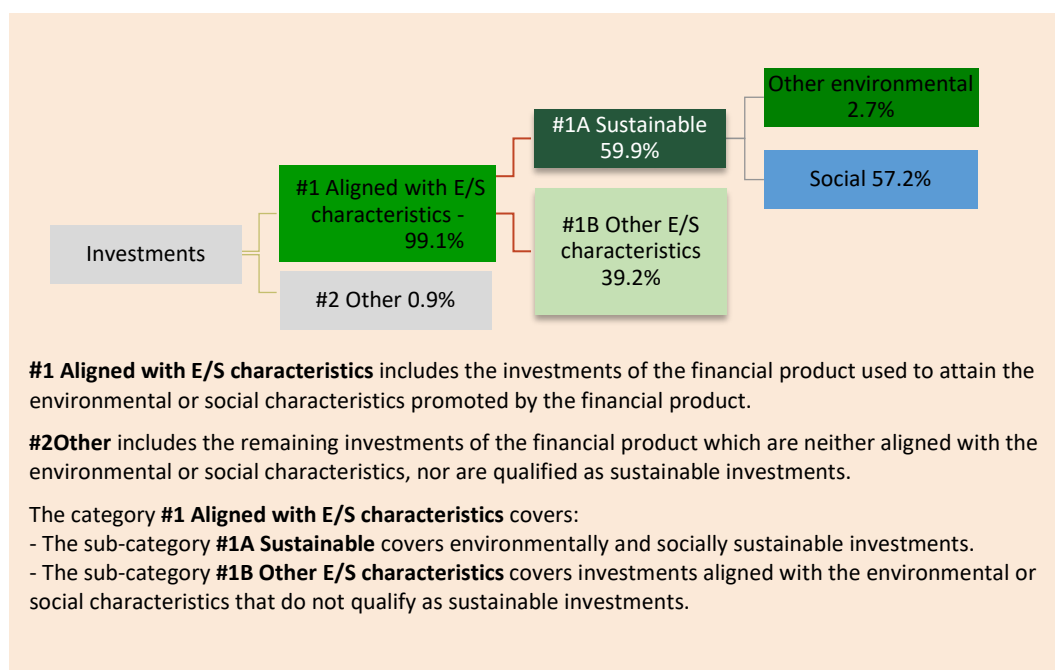 Other environmental
2.7%
#1A Sustainable
59.9%
Social 57.2%
#1 Aligned with E/S
characteristics -
99.1%
#1B Other E/S
characteristics
39.2%
Investments
#2 Other 0.9%
#1 Aligned with E/S characteristics includes the investments of the financial product used to attain the
environmental or social characteristics promoted by the financial product.
#2Other includes the remaining investments of the financial product which are neither aligned with the
environmental or social characteristics, nor are qualified as sustainable investments.
The category #1 Aligned with E/S characteristics covers:
- The sub-category #1A Sustainable covers environmentally and socially sustainable investments.
- The sub-category #1B Other E/S characteristics covers investments aligned with the environmental or
social characteristics that do not qualify as sustainable investments.